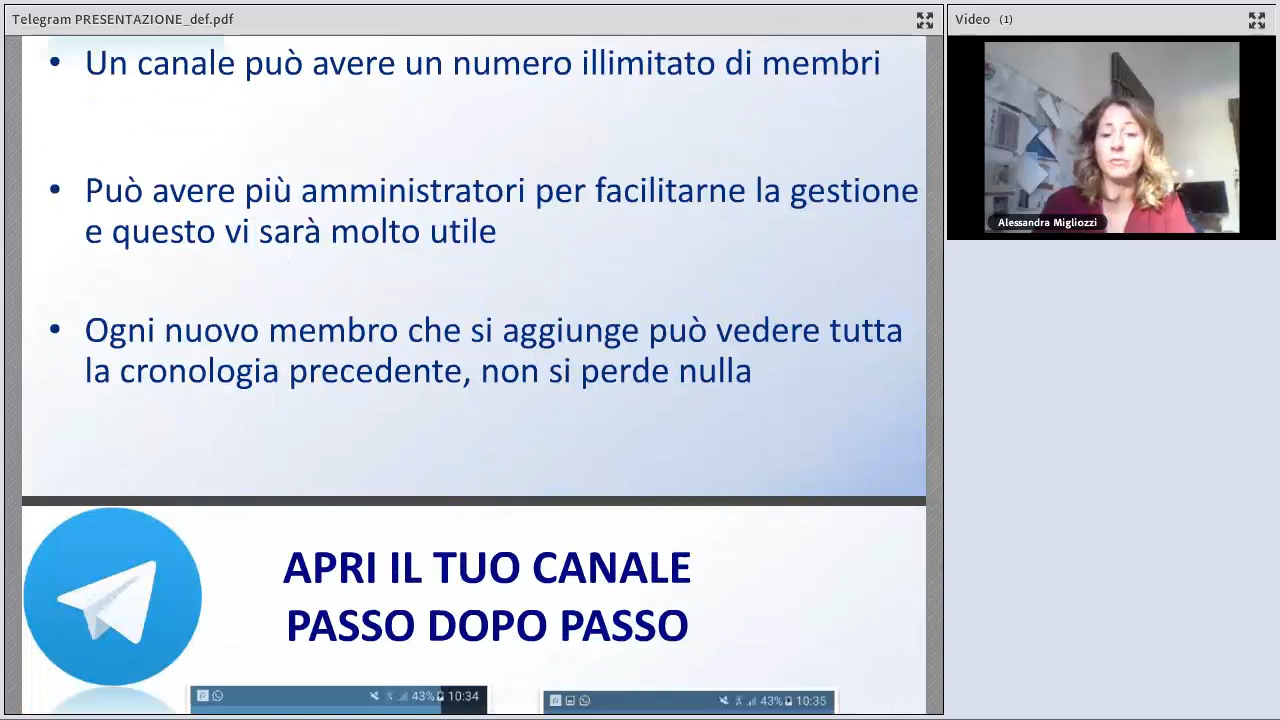 Telegram PRESENTAZIONE_def.pdf
Video (1)
• Un canale può avere un numero illimitato di membri
• Può avere più amministratori per facilitarne la gestione
e questo vi sarà molto utile
• Ogni nuovo membro che si aggiunge può vedere tutta
la cronologia precedente, non si perde nulla
Alessandra Migliozzi
APRI IL TUO CANALE
PASSO DOPO PASSO
43% 10:34
43% 10:35